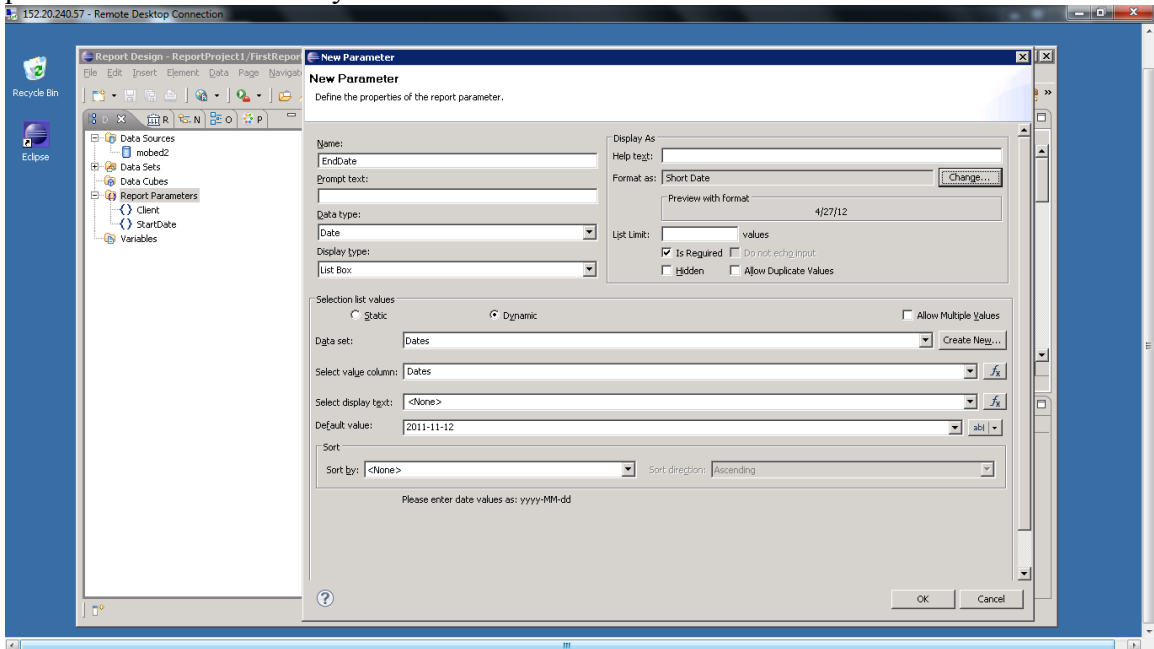 152.20.240.57 - Remote Desktop Connection
Recycle Bin
Eclipse
Report Design - ReportProject1/FirstRepor
File Edit Insert Element Data Page Navigat
D R N O P
Data Sources
mobed2
Data Sets
Data Cubes
Report Parameters
Client
StartDate
Variables
New Parameter
New Parameter
Define the properties of the report parameter.
Name:
EndDate
Prompt text:
Data type:
Date
Display type:
List Box
Display As
Help text:
Format as: Short Date Change...
Preview with format
4/27/12
List Limit: values
Is Required Do not echo input
Hidden Allow Duplicate Values
Selection list values
Static Dynamic Allow Multiple Values
Data set: Dates Create New...
Select value column: Dates fx
Select display text: <None> fx
Default value: 2011-11-12 ab|
Sort
Sort by: <None> Sort direction: Ascending
Please enter date values as: yyyy-MM-dd
? OK Cancel